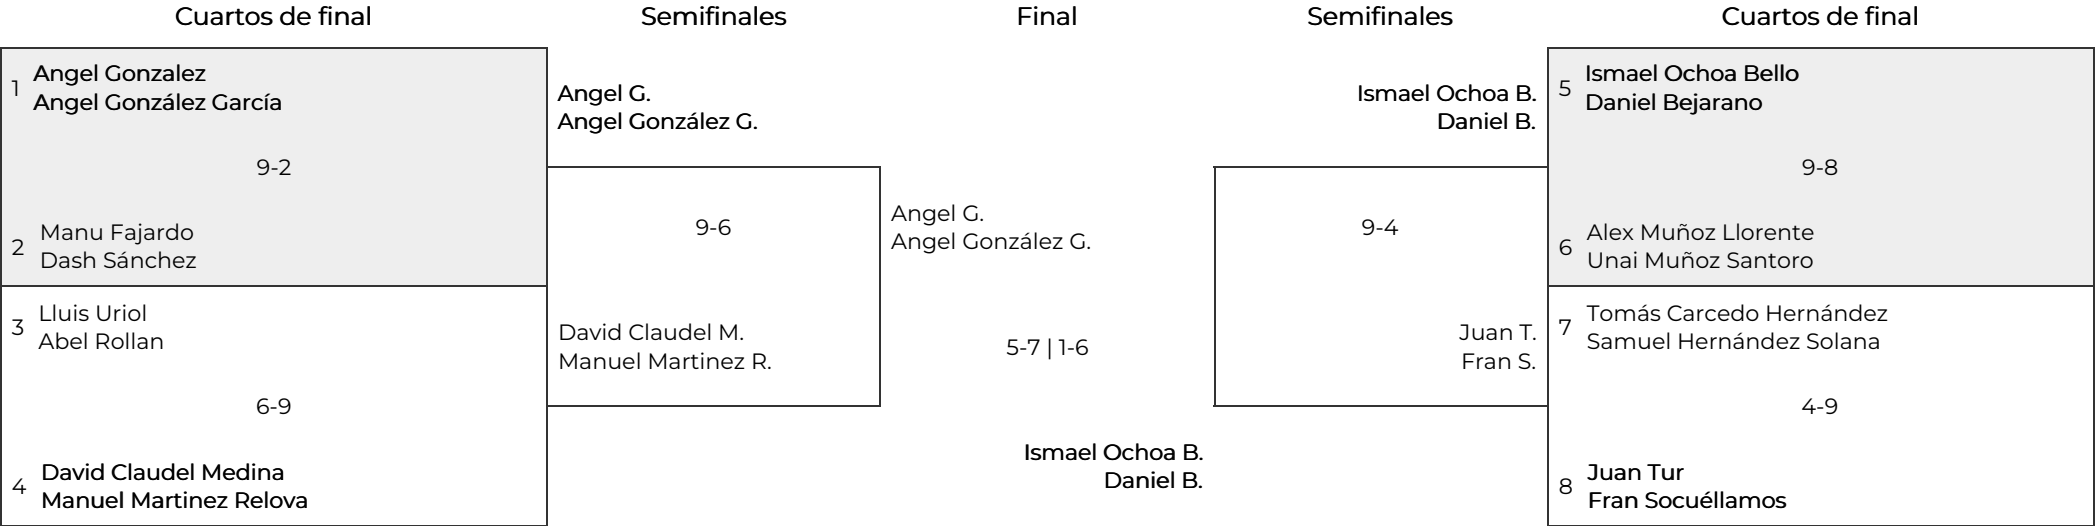 Cuartos de final
Semifinales
Final
Semifinales
Cuartos de final
1
Angel Gonzalez
Angel González García
9-2
2
Manu Fajardo
Dash Sánchez
3
Lluis Uriol
Abel Rollan
6-9
4
David Claudel Medina
Manuel Martinez Relova
Angel G.
Angel González G.
9-6
David Claudel M.
Manuel Martinez R.
Angel G.
Angel González G.
5-7 | 1-6
Ismael Ochoa B.
Daniel B.
Ismael Ochoa B.
Daniel B.
9-4
Juan T.
Fran S.
5
Ismael Ochoa Bello
Daniel Bejarano
9-8
6
Alex Muñoz Llorente
Unai Muñoz Santoro
7
Tomás Carcedo Hernández
Samuel Hernández Solana
4-9
8
Juan Tur
Fran Socuéllamos